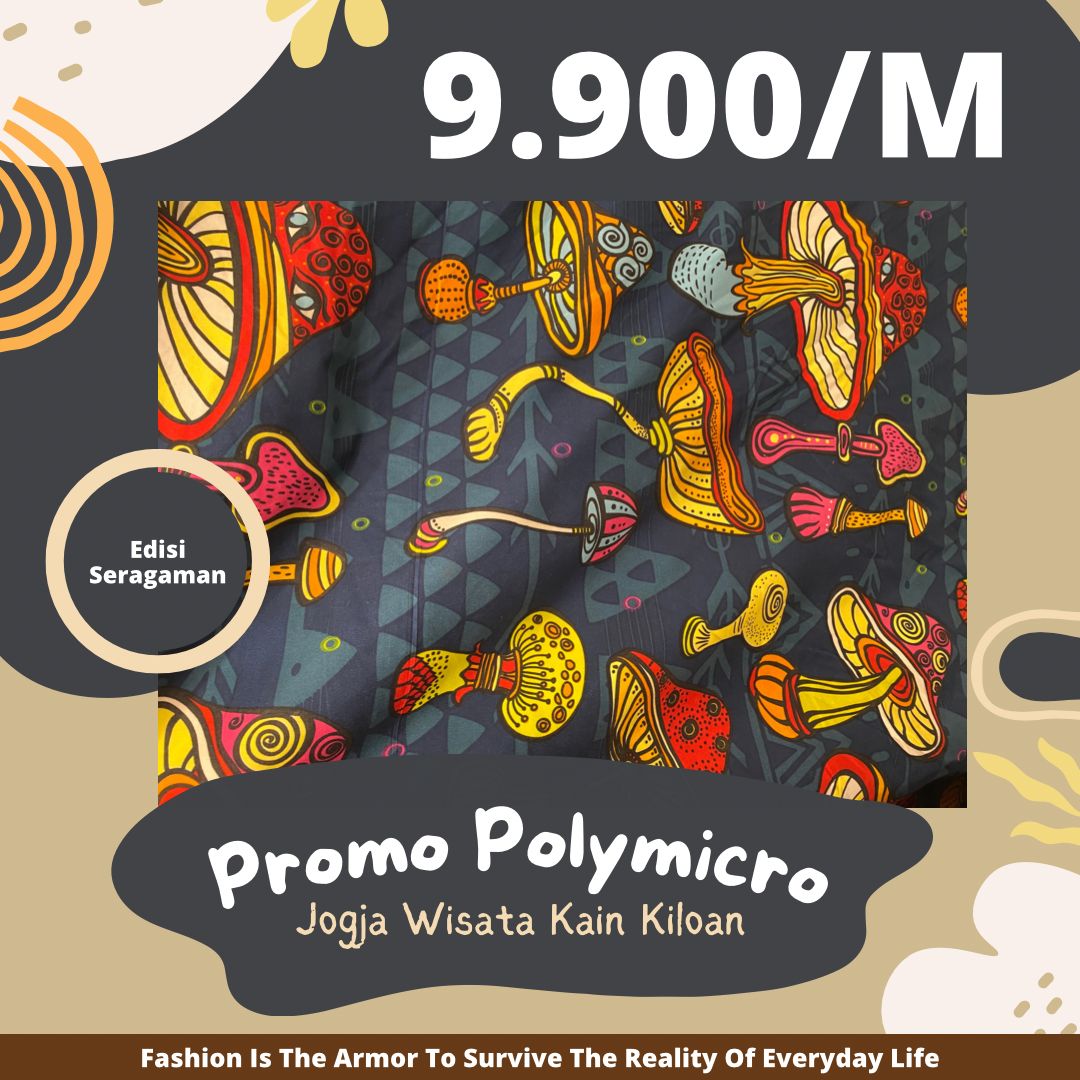 9.900/M
Edisi
Seragaman
Promo Polymicro
Jogja Wisata Kain Kiloan
Fashion Is The Armor To Survive The Reality Of Everyday Life